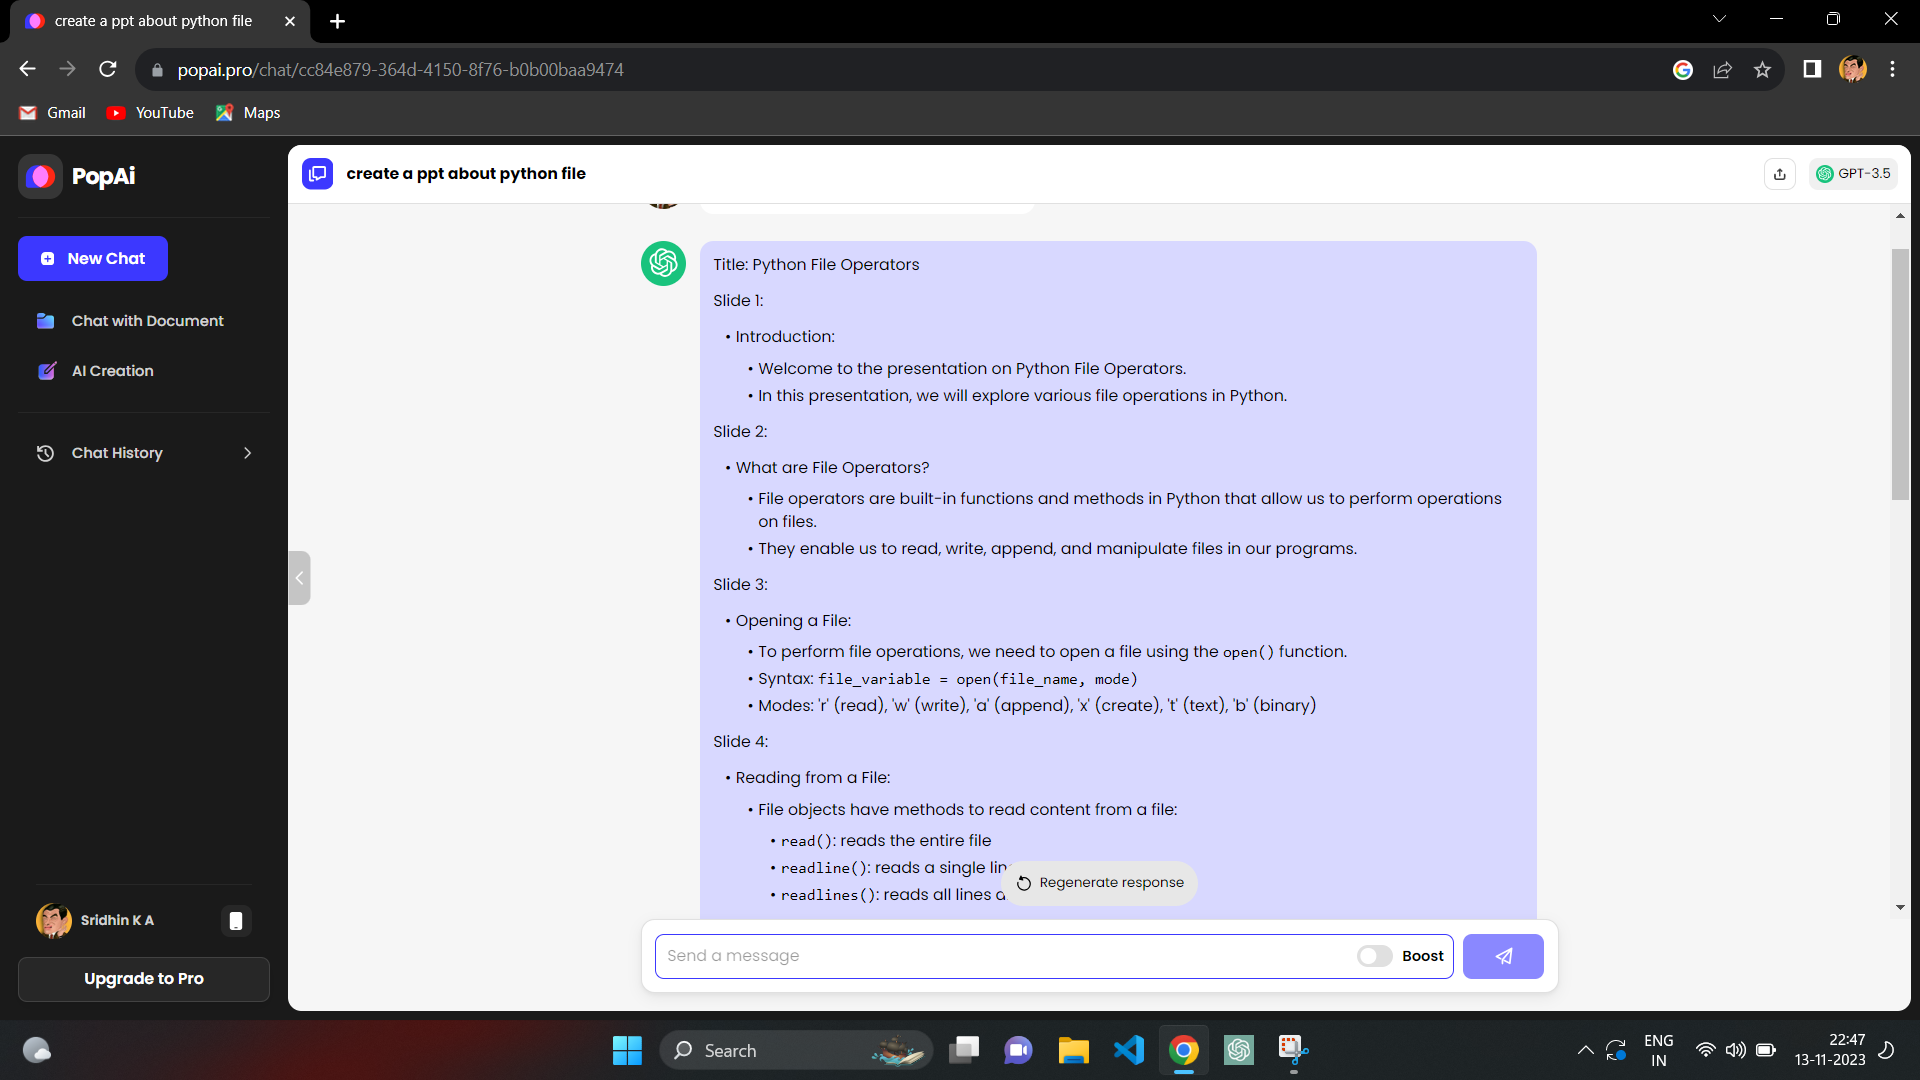 create a ppt about python file
popai.pro/chat/cc84e879-364d-4150-8f76-b0b00baa9474
Gmail
YouTube
Maps
PopAi
New Chat
Chat with Document
AI Creation
Chat History
Sridhin K A
Upgrade to Pro
create a ppt about python file
GPT-3.5
Title: Python File Operators
Slide 1:
• Introduction:
• Welcome to the presentation on Python File Operators.
• In this presentation, we will explore various file operations in Python.
Slide 2:
• What are File Operators?
• File operators are built-in functions and methods in Python that allow us to perform operations
on files.
• They enable us to read, write, append, and manipulate files in our programs.
Slide 3:
• Opening a File:
• To perform file operations, we need to open a file using the open() function.
• Syntax: file_variable = open(file_name, mode)
• Modes: 'r' (read), 'w' (write), 'a' (append), 'x' (create), 't' (text), 'b' (binary)
Slide 4:
• Reading from a File:
• File objects have methods to read content from a file:
• read(): reads the entire file
• readline(): reads a single
• readlines(): reads all lines
Regenerate response
Send a message
Boost
Search
ENG
IN
22:47
13-11-2023